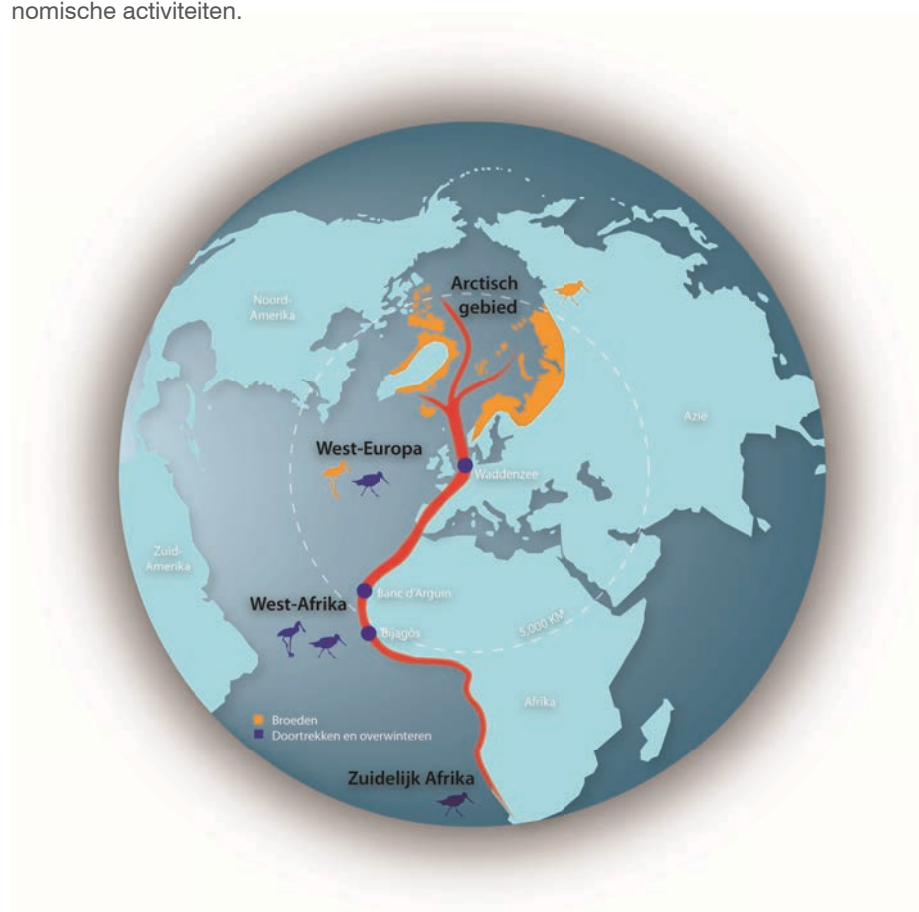 nomische activiteiten.
Arctisch
gebied
Noord-
Amerika
Azië
West-Europa
Waddenzee
Zuid-
Amerika
Banc d'Arguin
West-Afrika
Bijagós
5.000 KM
Afrika
Broeden
Doortrekken en overwinteren
Zuidelijk Afrika